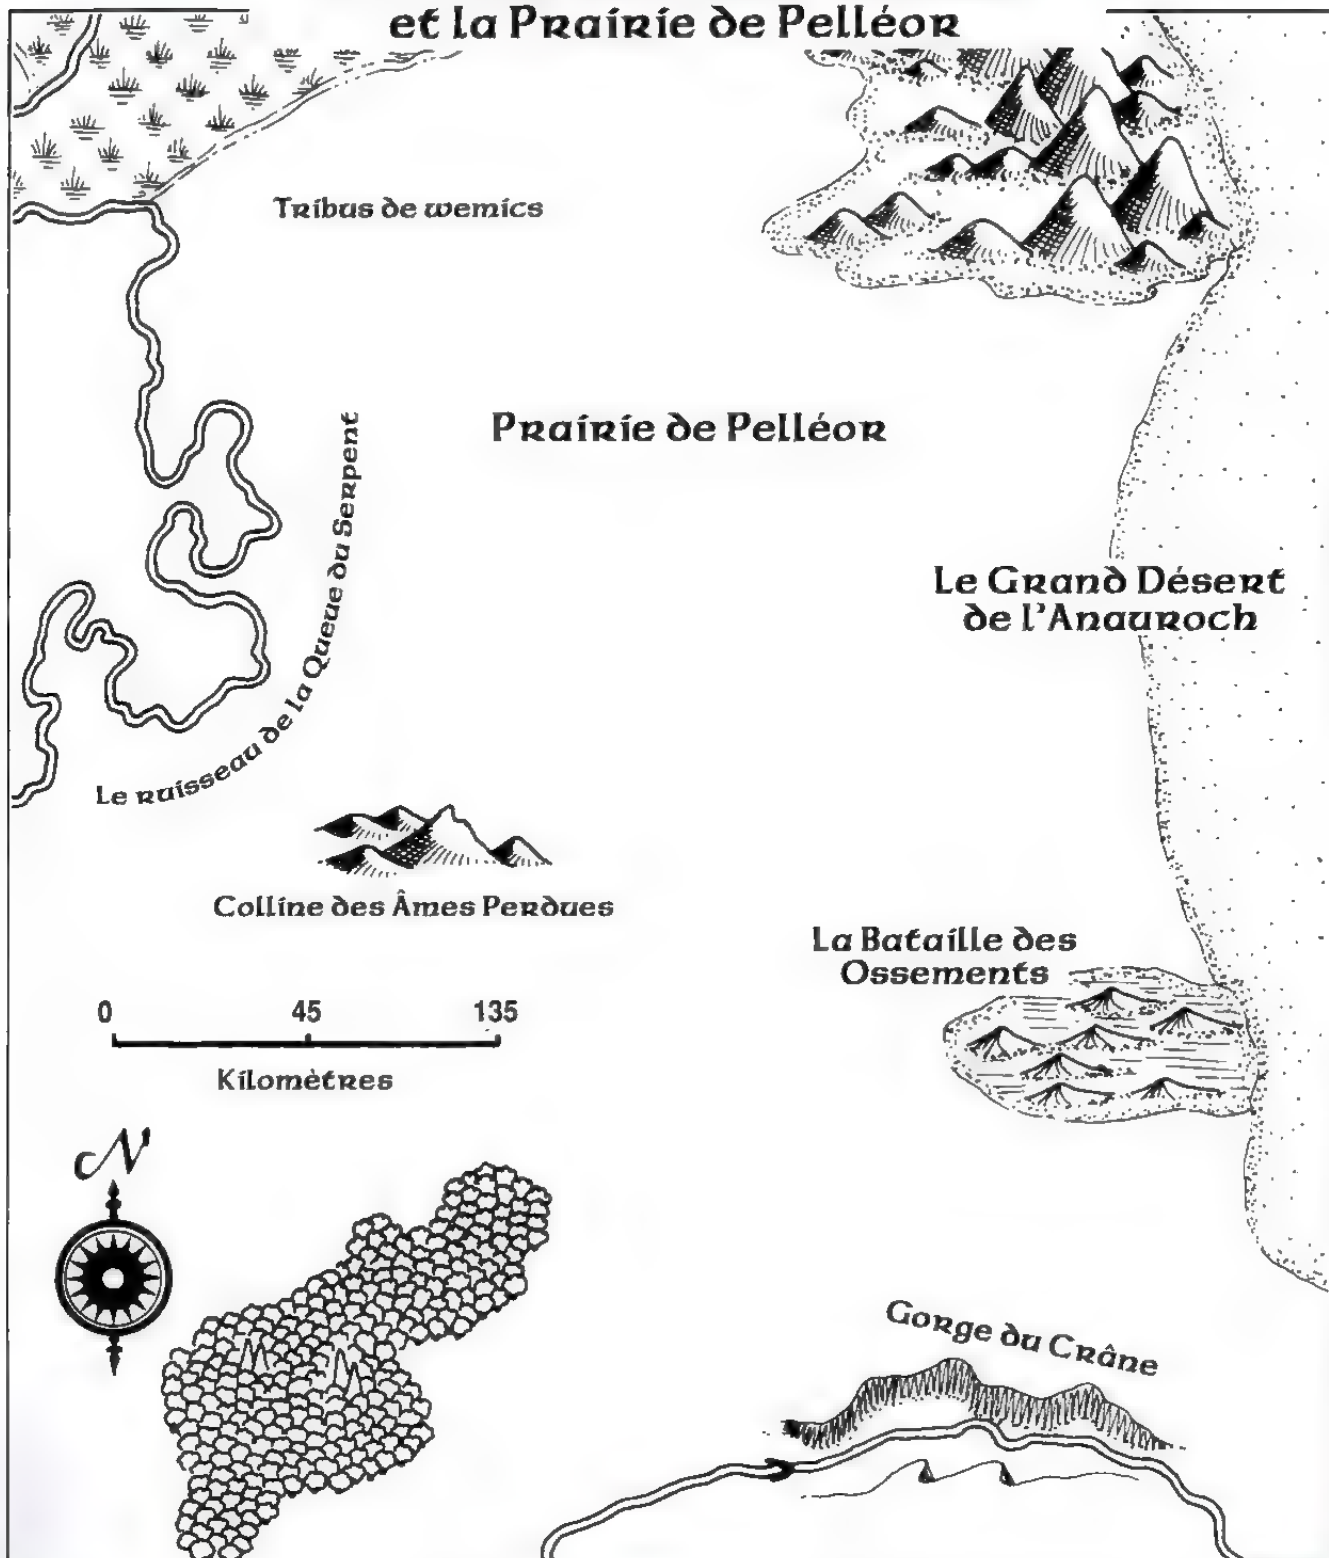 et la Prairie de Pelléor
Tribus de wemics
Prairie de Pelléor
Le ruisseau de la Queue du Serpent
Le Grand Désert
de l'Anauroch
Colline des Âmes Perdues
La Bataille des
Ossements
0 45 135
Kilomètres
N
Gorge du Crâne